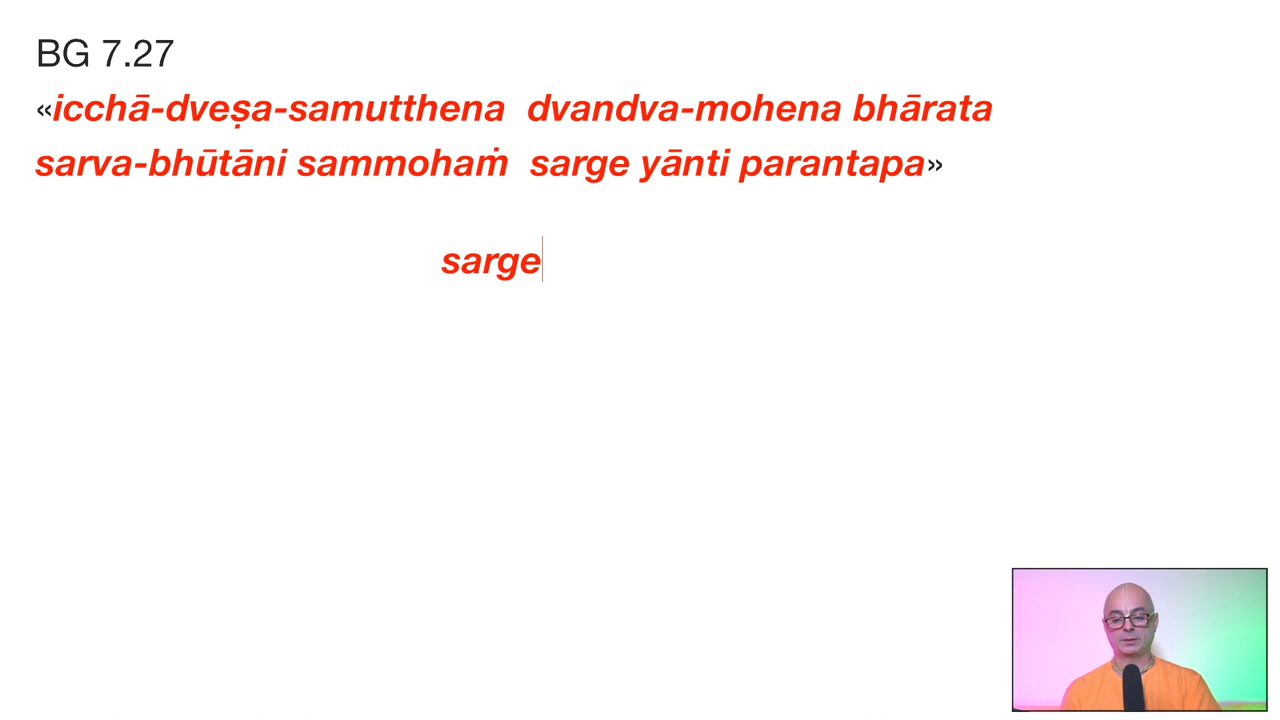 BG 7.27
«icchā-dveṣa-samutthena dvandva-mohena bhārata
sarva-bhūtāni sammohaṁ sarge yānti parantapa»
sarge